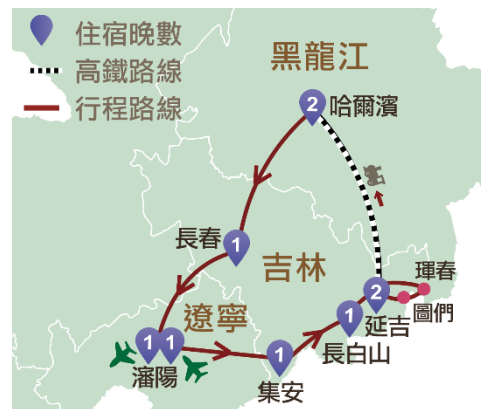 住宿晚數
高鐵路線
行程路線
黑龍江
2
哈爾濱
長春
1
吉林
琿春
遼寧
2
圖們
延吉
1
1 1
長白山
瀋陽
1
集安